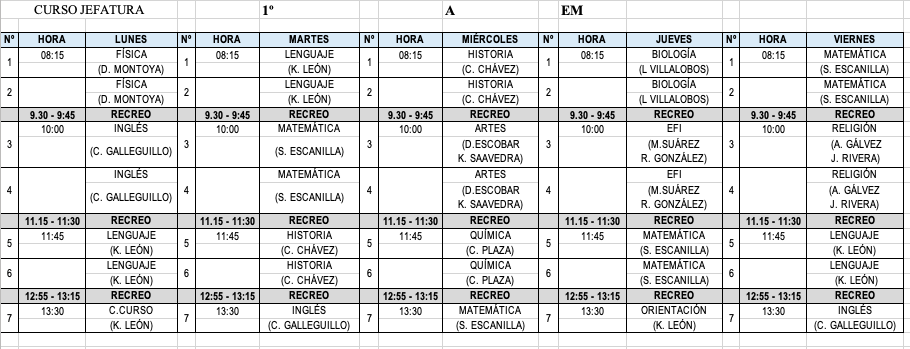 CURSO JEFATURA 1º A EM
Nº HORA LUNES Nº HORA MARTES Nº HORA MIÉRCOLES Nº HORA JUEVES HORA VIERNES
1 08:15 FÍSICA 1 08:15 LENGUAJE 1 08:15 HISTORIA 1 08:15 BIOLOGÍA 08:15 MATEMÁTICA
(D. MONTOYA) (K. LEÓN) (C. CHÁVEZ) (L VILLALOBOS) (S. ESCANILLA)
2 FÍSICA 2 LENGUAJE 2 HISTORIA 2 BIOLOGÍA MATEMÁTICA
(D. MONTOYA) (K. LEÓN) (C. CHÁVEZ) (L VILLALOBOS) (S. ESCANILLA)
9.30 - 9:45 RECREO 9.30 - 9:45 RECREO 9.30 - 9:45 RECREO 9.30 - 9:45 RECREO 9.30 - 9:45 RECREO
3 10:00 INGLÉS 3 10:00 MATEMÁTICA 10:00 ARTES 3 10:00 EFI 10:00 RELIGIÓN
(C. GALLEGUILLO) (S. ESCANILLA) 3 (D.ESCOBAR (M.SUÁREZ (A. GÁLVEZ
K. SAAVEDRA) R. GONZÁLEZ) J. RIVERA)
4 INGLÉS MATEMÁTICA ARTES EFI RELIGIÓN
(C. GALLEGUILLO) 4 (S. ESCANILLA) 4 (D.ESCOBAR 4 (M.SUÁREZ (A. GÁLVEZ
K. SAAVEDRA) R. GONZÁLEZ) J. RIVERA)
11.15 - 11:30 RECREO 11.15 - 11:30 RECREO 11.15 - 11:30 RECREO 11.15 - 11:30 RECREO 11.15 - 11:30 RECREO
5 11:45 LENGUAJE 5 11:45 HISTORIA 5 11:45 QUÍMICA 5 11:45 MATEMÁTICA 11:45 LENGUAJE
(K. LEÓN) (C. CHÁVEZ) (C. PLAZA) (S. ESCANILLA) (K. LEÓN)
6 LENGUAJE 6 HISTORIA 6 QUÍMICA 6 MATEMÁTICA LENGUAJE
(K. LEÓN) (C. CHÁVEZ) (C. PLAZA) (S. ESCANILLA) (K. LEÓN)
12:55 - 13:15 RECREO 12:55 - 13:15 RECREO 12:55 - 13:15 RECREO 12:55 - 13:15 RECREO 12:55 - 13:15 RECREO
7 13:30 C.CURSO 7 13:30 INGLÉS 7 13:30 MATEMÁTICA 7 13:30 ORIENTACIÓN 13:30 INGLÉS
(K. LEÓN) (C. GALLEGUILLO) (S. ESCANILLA) (K. LEÓN) (C. GALLEGUILLO)